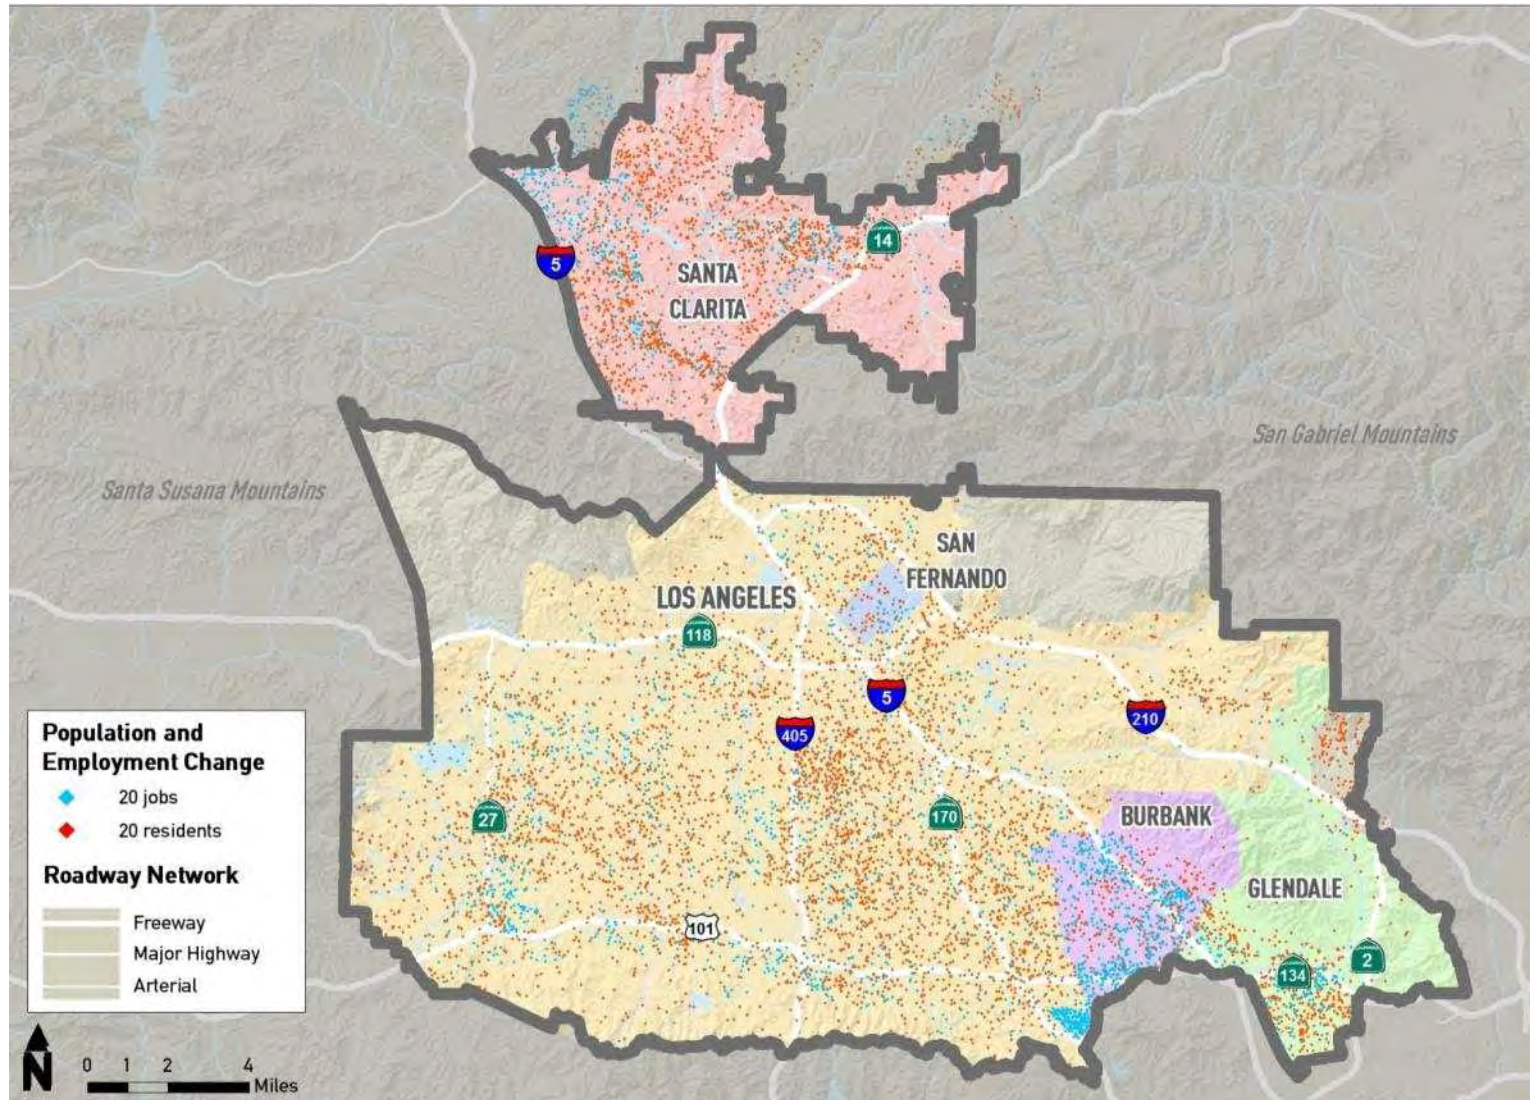 5
14
SANTA
CLARITA
San Gabriel Mountains
Santa Susana Mountains
SAN
FERNANDO
LOS ANGELES
118
5
405
210
27
170
BURBANK
GLENDALE
101
134
2
Population and
Employment Change
20 jobs
20 residents
Roadway Network
Freeway
Major Highway
Arterial
N
0 1 2 4
Miles